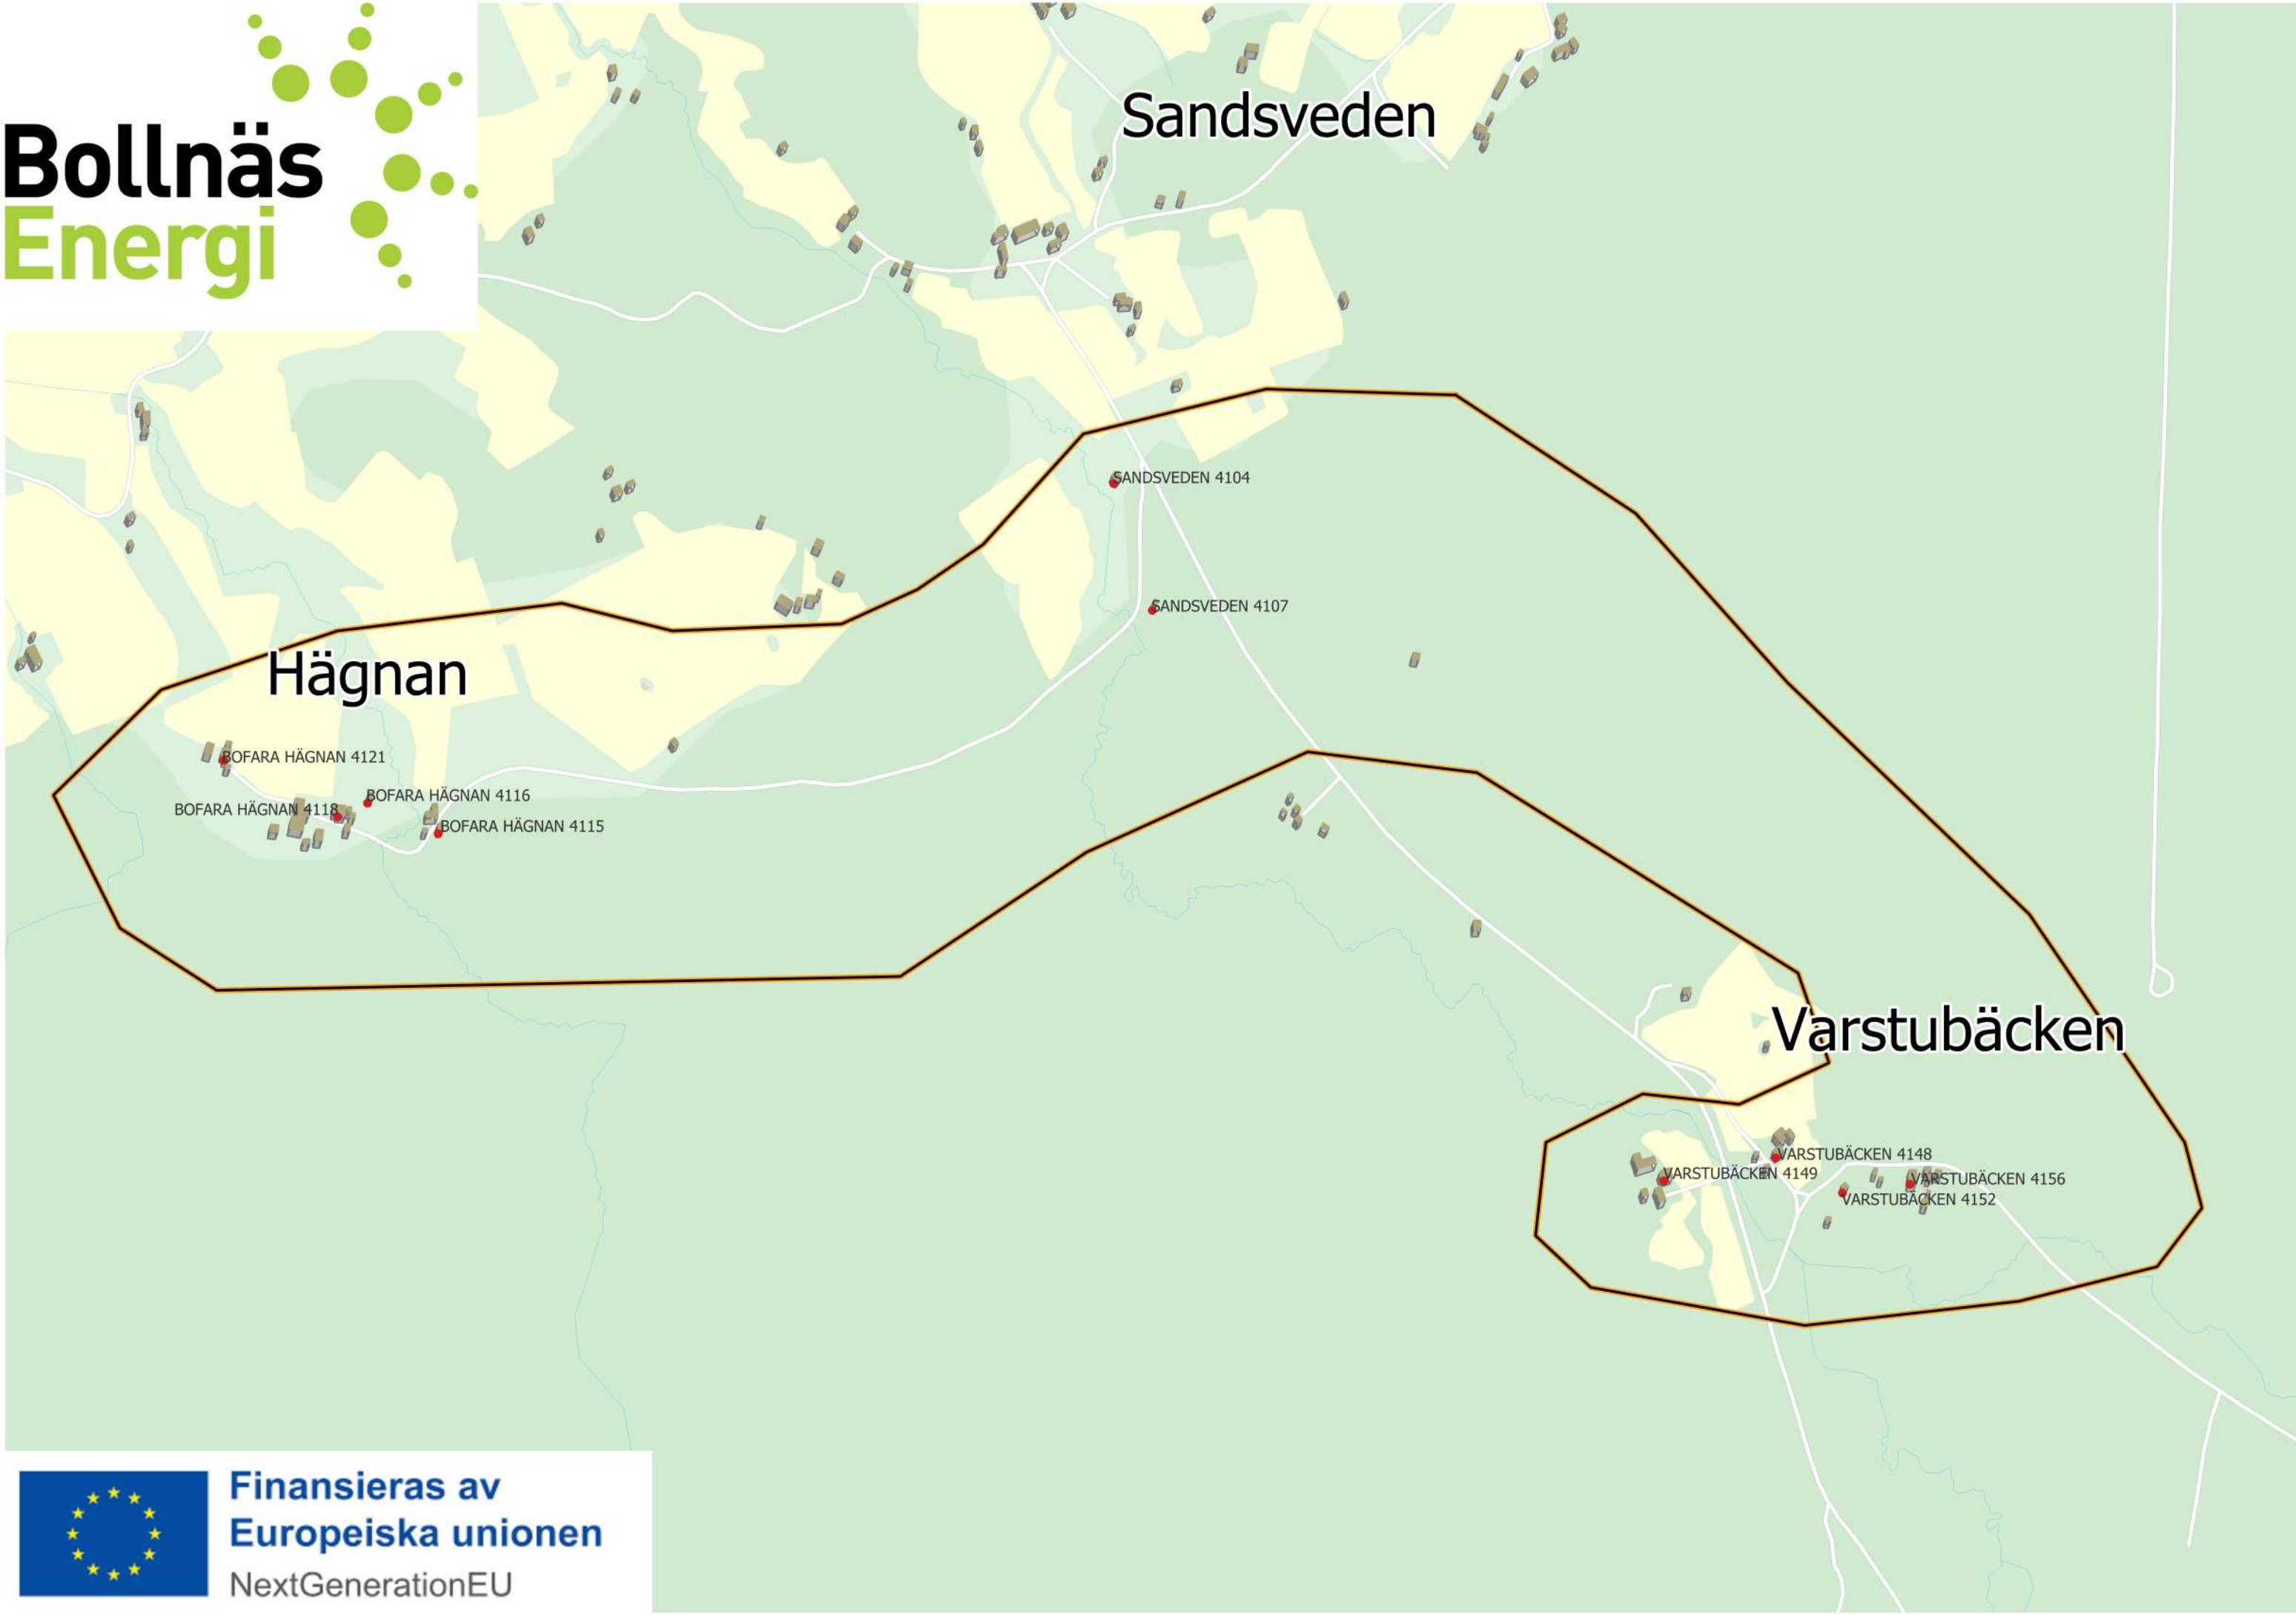 Bollnäs
Energi
Sandsveden
SANDSVEDEN 4104
SANDSVEDEN 4107
Hägnan
BOFARA HÄGNAN 4121
BOFARA HÄGNAN 4116
BOFARA HÄGNAN 4118
BOFARA HÄGNAN 4115
Varstubäcken
VARSTUBÄCKEN 4148
VARSTUBÄCKEN 4149
VARSTUBÄCKEN 4156
VARSTUBÄCKEN 4152
Finansieras av
Europeiska unionen
NextGenerationEU